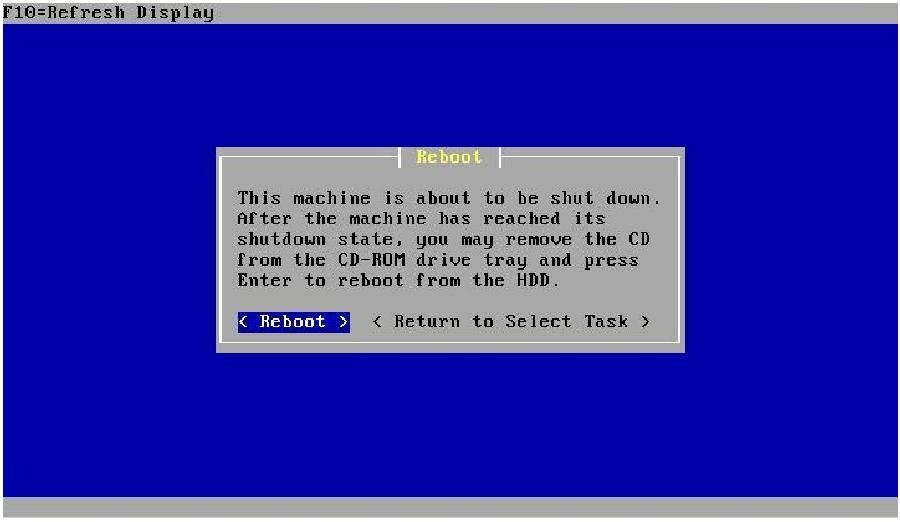 F10=Refresh Display
Reboot
This machine is about to be shut down.
After the machine has reached its
shutdown state, you may remove the CD
from the CD-ROM drive tray and press
Enter to reboot from the HDD.
< Reboot > < Return to Select Task >